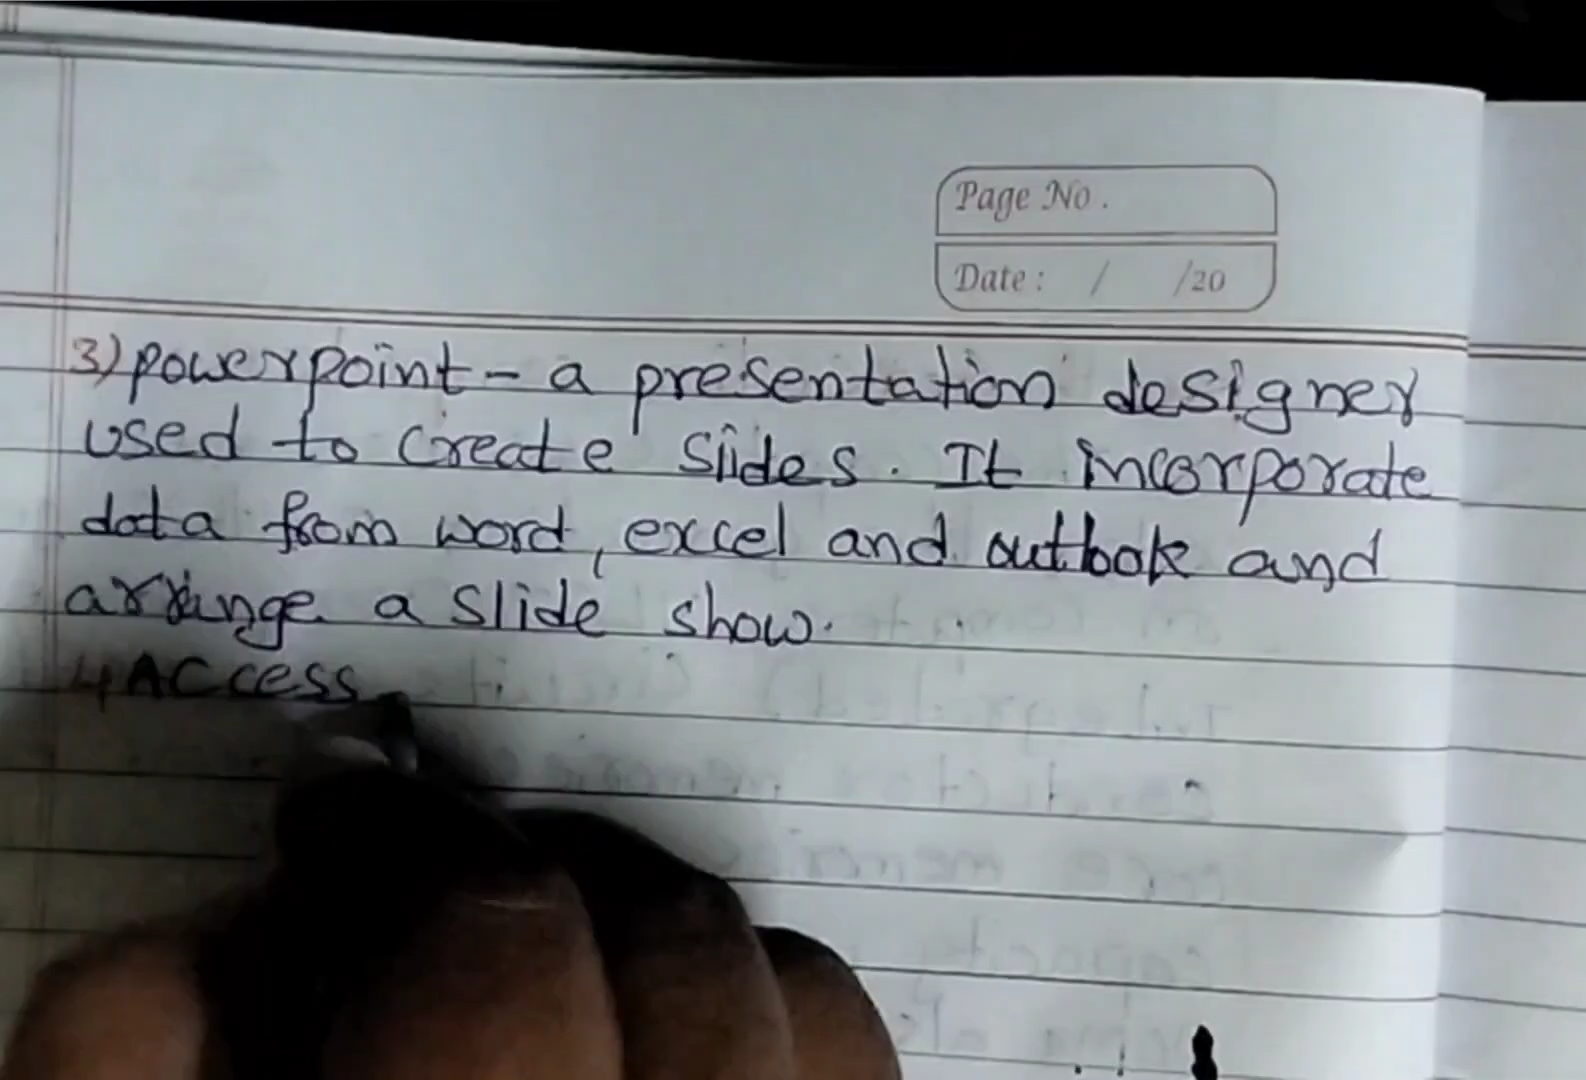 Page No .
Date : / /20
3) powerpoint - a presentation designer
used to create slides. It incorporate
data from word, excel and outlook and
arrange a slide show.
4 Access